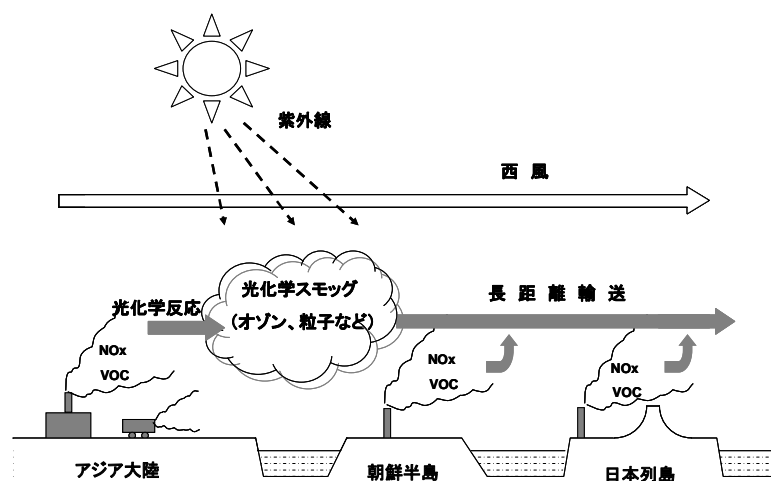 紫外線
西 風
光化学スモッグ
(オゾン、粒子など)
光化学反応
長 距 離 輸 送
NOx
VOC
NOx
VOC
NOx
VOC
アジア大陸
朝鮮半島
日本列島